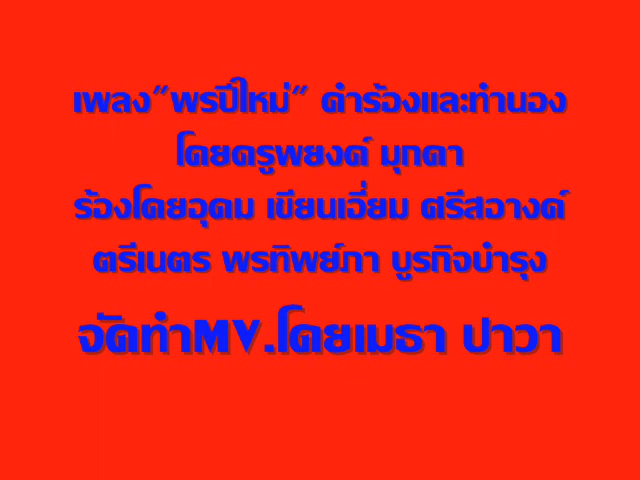 เพลง"พรปีใหม่" คำร้องและทำนอง
โดยครูพยงค์ มุกดา
ร้องโดยอุดม เขียนเอี่ยม ศรีสอางค์
ตรีเนตร พรทิพย์ภา บูรกิจบำรุง
จัดทำMV.โดยเมธา ปาวา